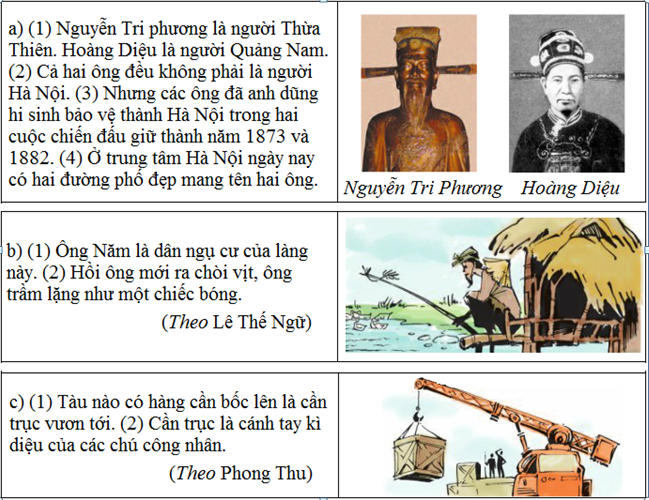 a) (1) Nguyễn Tri phương là người Thừa
Thiên. Hoàng Diệu là người Quảng Nam.
(2) Cả hai ông đều không phải là người
Hà Nội. (3) Nhưng các ông đã anh dũng
hi sinh bảo vệ thành Hà Nội trong hai
cuộc chiến đấu giữ thành năm 1873 và
1882. (4) Ở trung tâm Hà Nội ngày nay
có hai đường phố đẹp mang tên hai ông.
Nguyễn Tri Phương Hoàng Diệu
b) (1) Ông Năm là dân ngụ cư của làng
này. (2) Hồi ông mới ra chòi vịt, ông
trầm lặng như một chiếc bóng.
(Theo Lê Thế Ngữ)
c) (1) Tàu nào có hàng cần bốc lên là cần
trục vươn tới. (2) Cần trục là cánh tay kì
diệu của các chú công nhân.
(Theo Phong Thu)